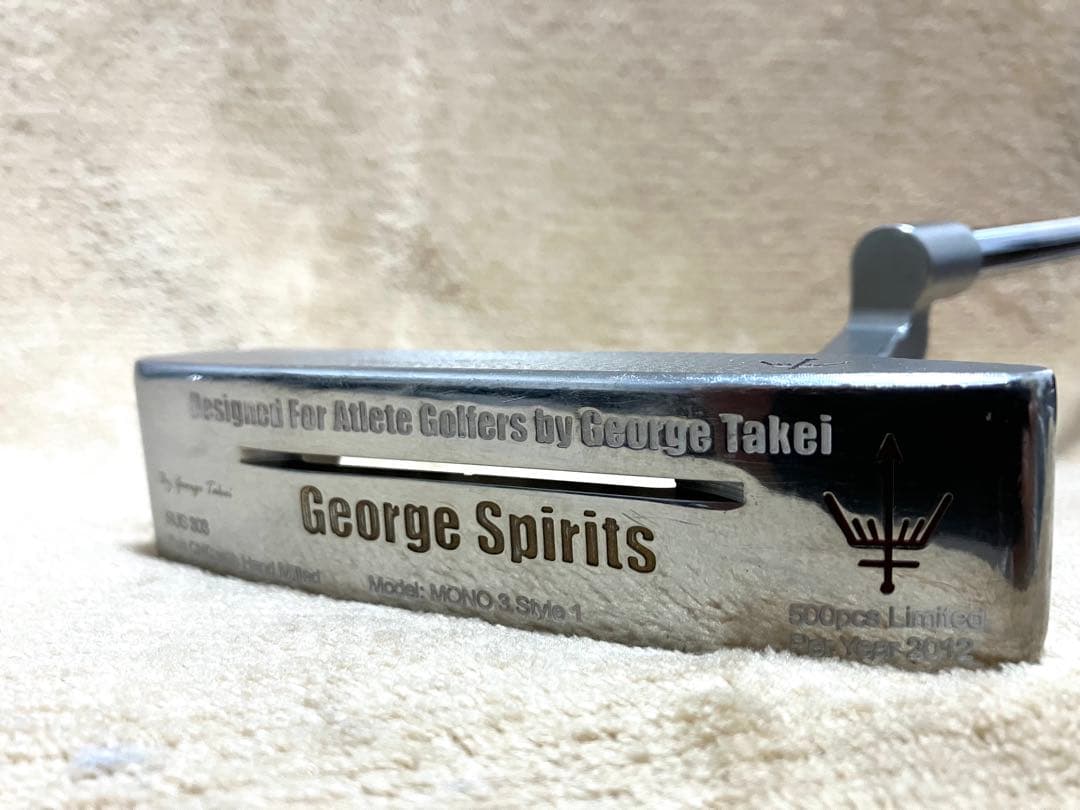 Designed For Atlete Golfers by George Takei
By George Takei
George Spirits
303
Hand Milled
Model: MONO 3.Style 1
500pcs Limited
Per Year 2012